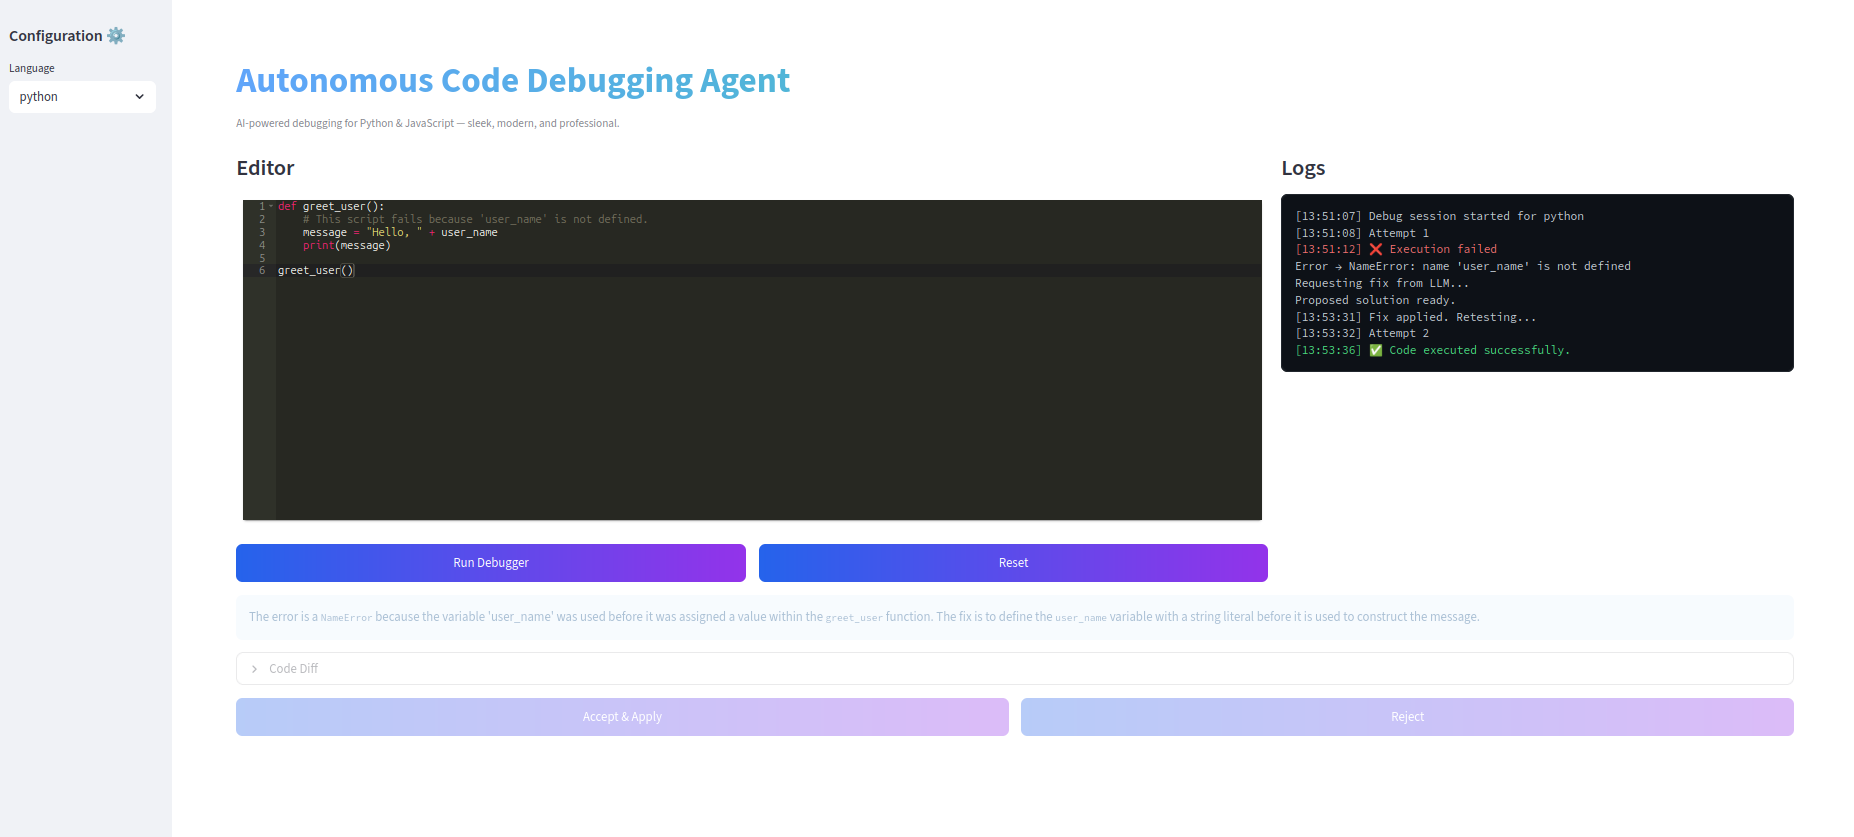 Configuration ⚙️
Language
python
Autonomous Code Debugging Agent
AI-powered debugging for Python & JavaScript — sleek, modern, and professional.
Editor
1 def greet_user():
2     # This script fails because 'user_name' is not defined.
3     message = "Hello, " + user_name
4     print(message)
5
6 greet_user()
Run Debugger
Reset
Logs
[13:51:07] Debug session started for python
[13:51:08] Attempt 1
[13:51:12] ❌ Execution failed
Error → NameError: name 'user_name' is not defined
Requesting fix from LLM...
Proposed solution ready.
[13:53:31] Fix applied. Retesting...
[13:53:32] Attempt 2
[13:53:36] ✅ Code executed successfully.
The error is a NameError because the variable 'user_name' was used before it was assigned a value within the greet_user function. The fix is to define the user_name variable with a string literal before it is used to construct the message.
Code Diff
Accept & Apply
Reject